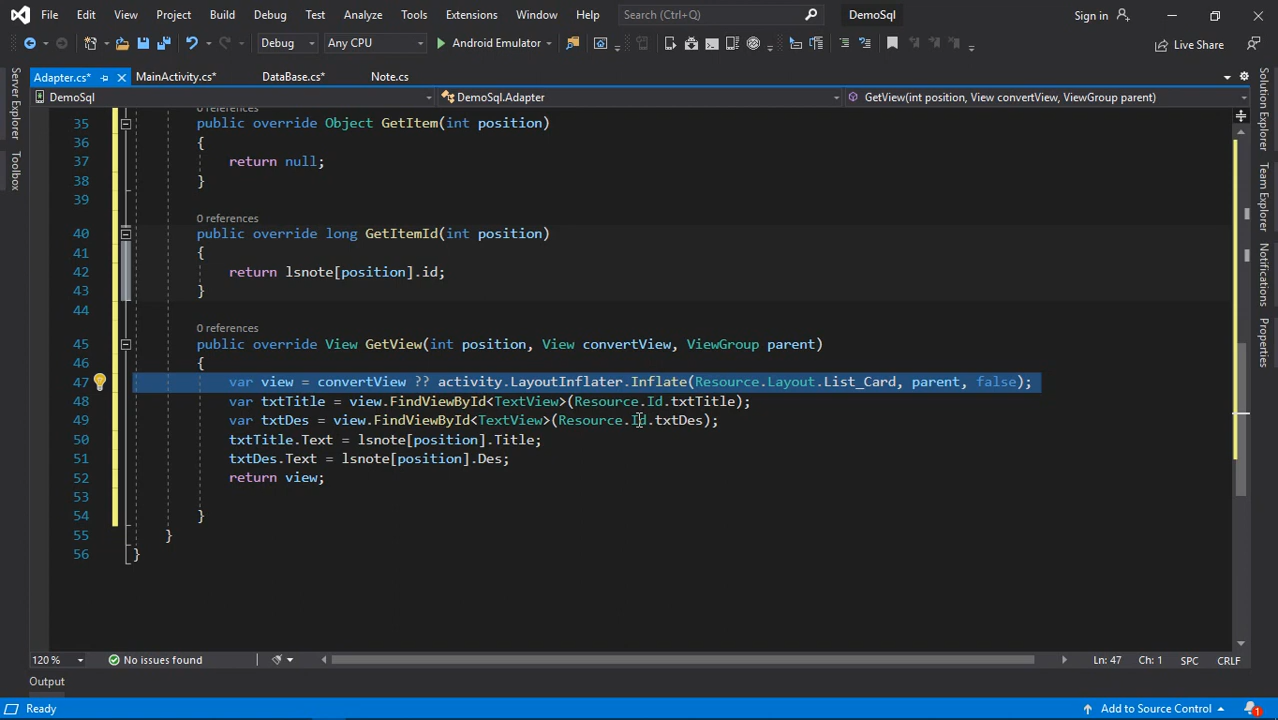 File Edit View Project Build Debug Test Analyze Tools Extensions Window Help Search (Ctrl+Q) DemoSql Sign in
Debug Any CPU Android Emulator Live Share
Adapter.cs* MainActivity.cs* DataBase.cs* Note.cs
DemoSql DemoSql.Adapter GetView(int position, View convertView, ViewGroup parent)
Server Explorer
Toolbox
Solution Explorer
Team Explorer
Notifications
Properties
35 public override Object GetItem(int position)
36 {
37 return null;
38 }
39
0 references
40 public override long GetItemId(int position)
41 {
42 return lsnote[position].id;
43 }
44
0 references
45 public override View GetView(int position, View convertView, ViewGroup parent)
46 {
47 var view = convertView ?? activity.LayoutInflater.Inflate(Resource.Layout.List_Card, parent, false);
48 var txtTitle = view.FindViewById<TextView>(Resource.Id.txtTitle);
49 var txtDes = view.FindViewById<TextView>(Resource.Id.txtDes);
50 txtTitle.Text = lsnote[position].Title;
51 txtDes.Text = lsnote[position].Des;
52 return view;
53
54 }
55 }
56 }
120 % No issues found Ln: 47 Ch: 1 SPC CRLF
Output
Ready Add to Source Control 1